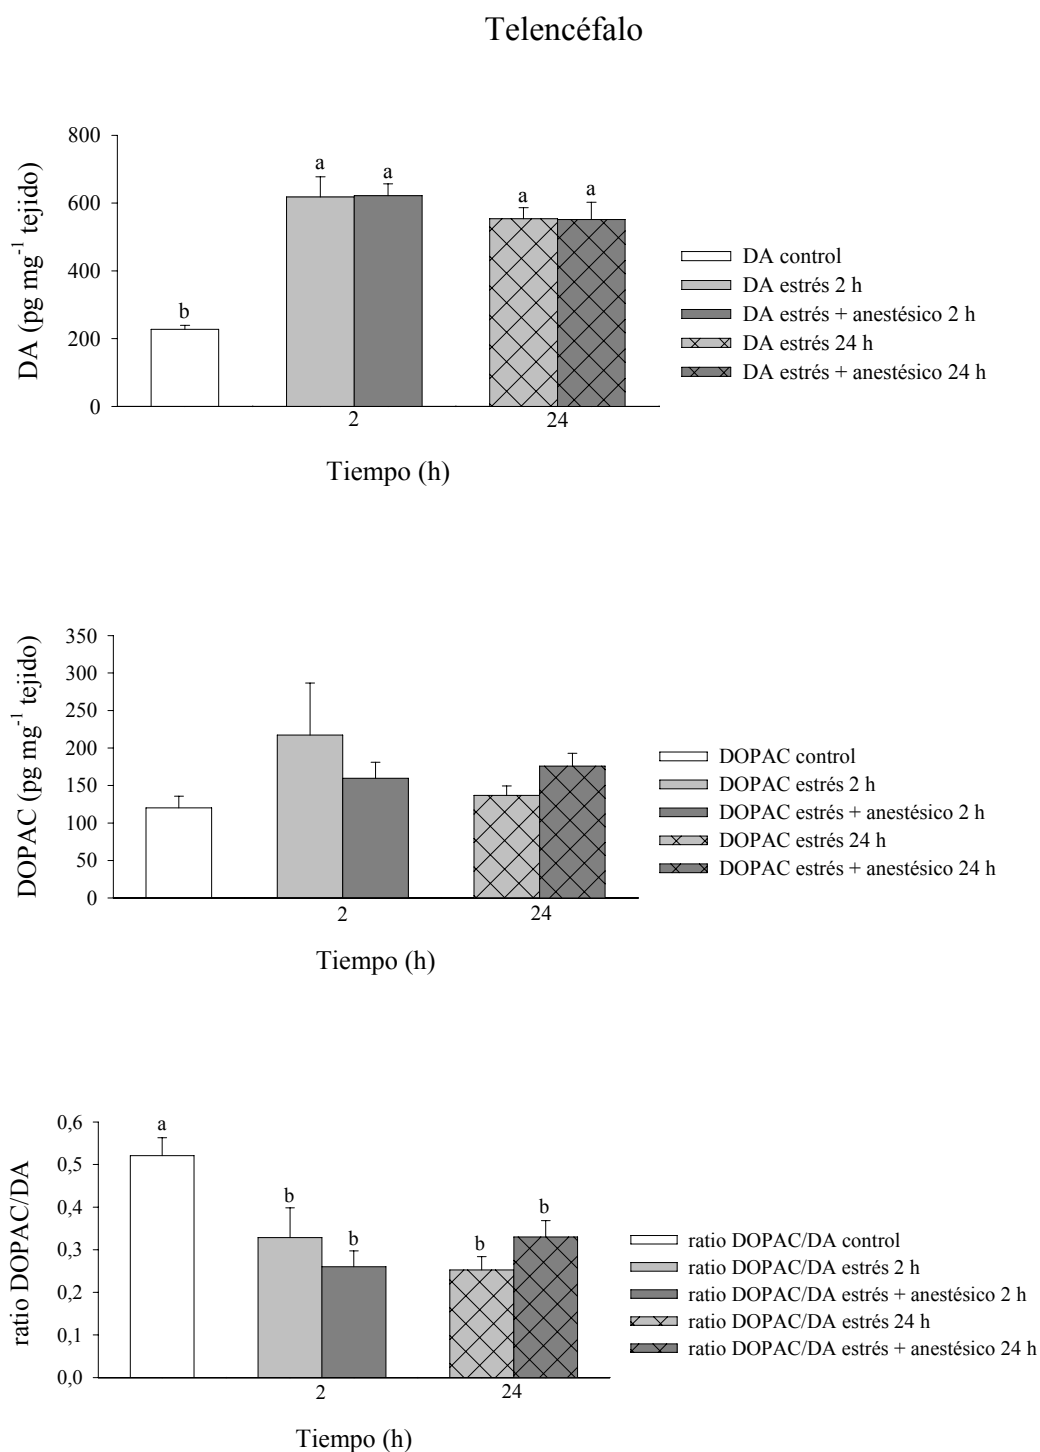 Telencéfalo
DA (pg mg-1 tejido)
800
600
400
200
0
b
a
a
a
a
2
24
Tiempo (h)
DA control
DA estrés 2 h
DA estrés + anestésico 2 h
DA estrés 24 h
DA estrés + anestésico 24 h
DOPAC (pg mg-1 tejido)
350
300
250
200
150
100
50
0
2
24
Tiempo (h)
DOPAC control
DOPAC estrés 2 h
DOPAC estrés + anestésico 2 h
DOPAC estrés 24 h
DOPAC estrés + anestésico 24 h
ratio DOPAC/DA
0,6
0,5
0,4
0,3
0,2
0,1
0,0
a
b
b
b
b
2
24
Tiempo (h)
ratio DOPAC/DA control
ratio DOPAC/DA estrés 2 h
ratio DOPAC/DA estrés + anestésico 2 h
ratio DOPAC/DA estrés 24 h
ratio DOPAC/DA estrés + anestésico 24 h